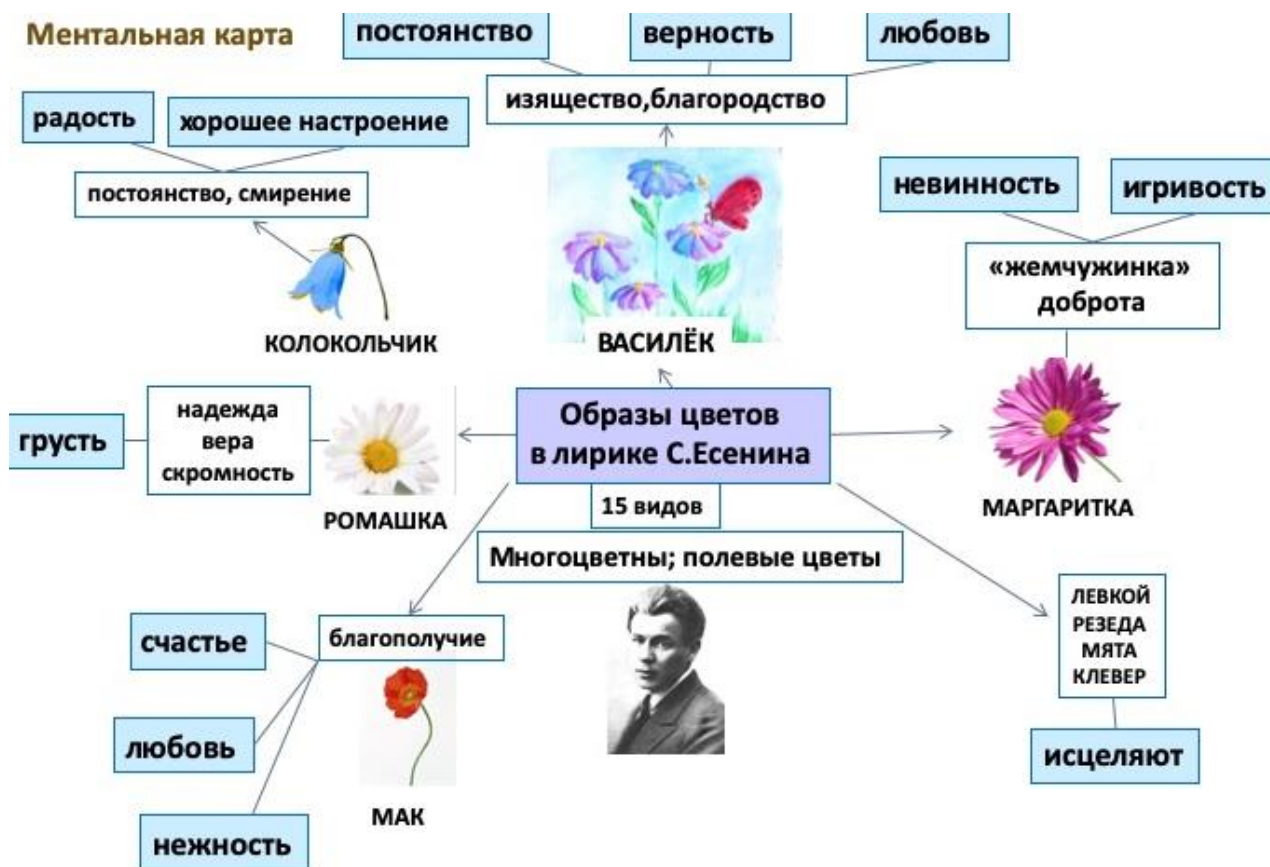 Ментальная карта
постоянство
верность
любовь
изящество,благородство
радость
хорошее настроение
постоянство, смирение
КОЛОКОЛЬЧИК
ВАСИЛЁК
невинность
игривость
«жемчужинка»
доброта
МАРГАРИТКА
Образы цветов
в лирике С.Есенина
15 видов
Многоцветны; полевые цветы
грусть
надежда
вера
скромность
РОМАШКА
благополучие
счастье
любовь
нежность
МАК
ЛЕВКОЙ
РЕЗЕДА
МЯТА
КЛЕВЕР
исцеляют